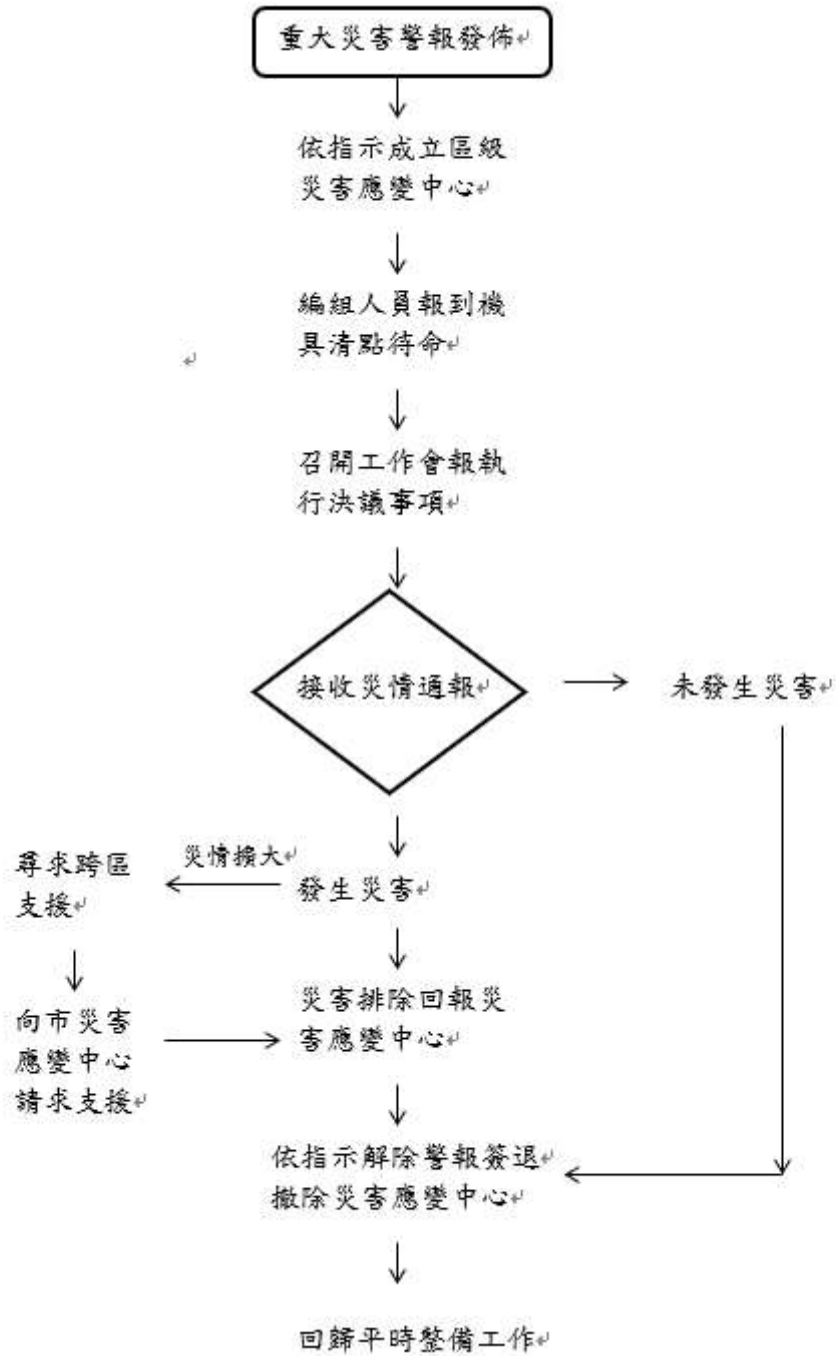 重大災害警報發佈
依指示成立區級
災害應變中心
編組人員報到機
具清點待命
召開工作會報執
行決議事項
接收災情通報
未發生災害
災情擴大
尋求跨區
支援
發生災害
向市災害
應變中心
請求支援
災害排除回報災
害應變中心
依指示解除警報簽退
撤除災害應變中心
回歸平時整備工作